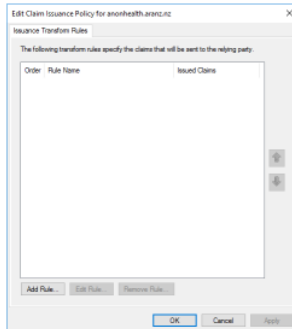 Edit Claim Issuance Policy for anonhealth.aranz.nz
Issuance Transform Rules
The following transform rules specify the claims that will be sent to the relying party.
Order Rule Name Issued Claims
Add Rule... Edit Rule... Remove Rule...
OK Cancel Apply